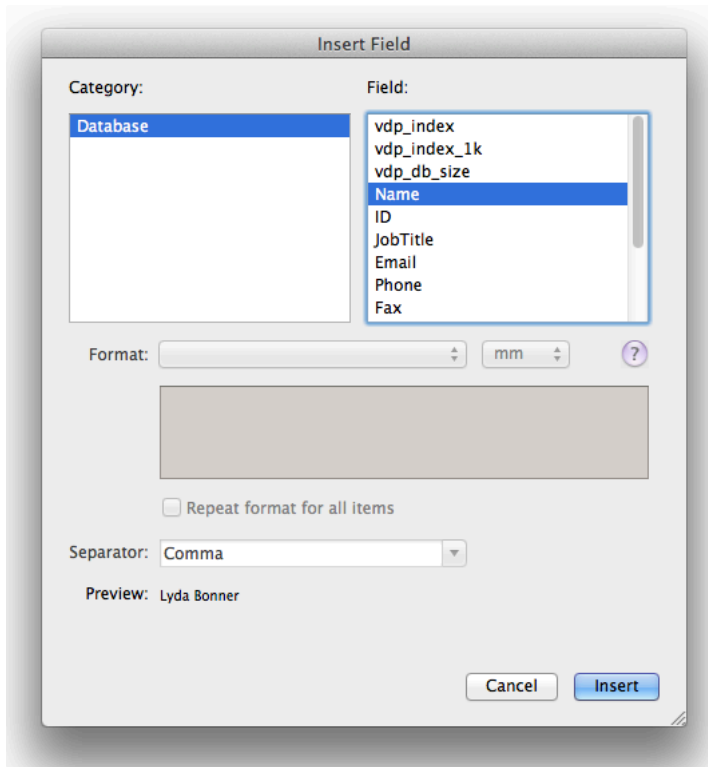 Insert Field
Category:
Field:
Database
vdp_index
vdp_index_1k
vdp_db_size
Name
ID
JobTitle
Email
Phone
Fax
Format:
mm
?
Repeat format for all items
Separator:
Comma
Preview:
Lyda Bonner
Cancel
Insert